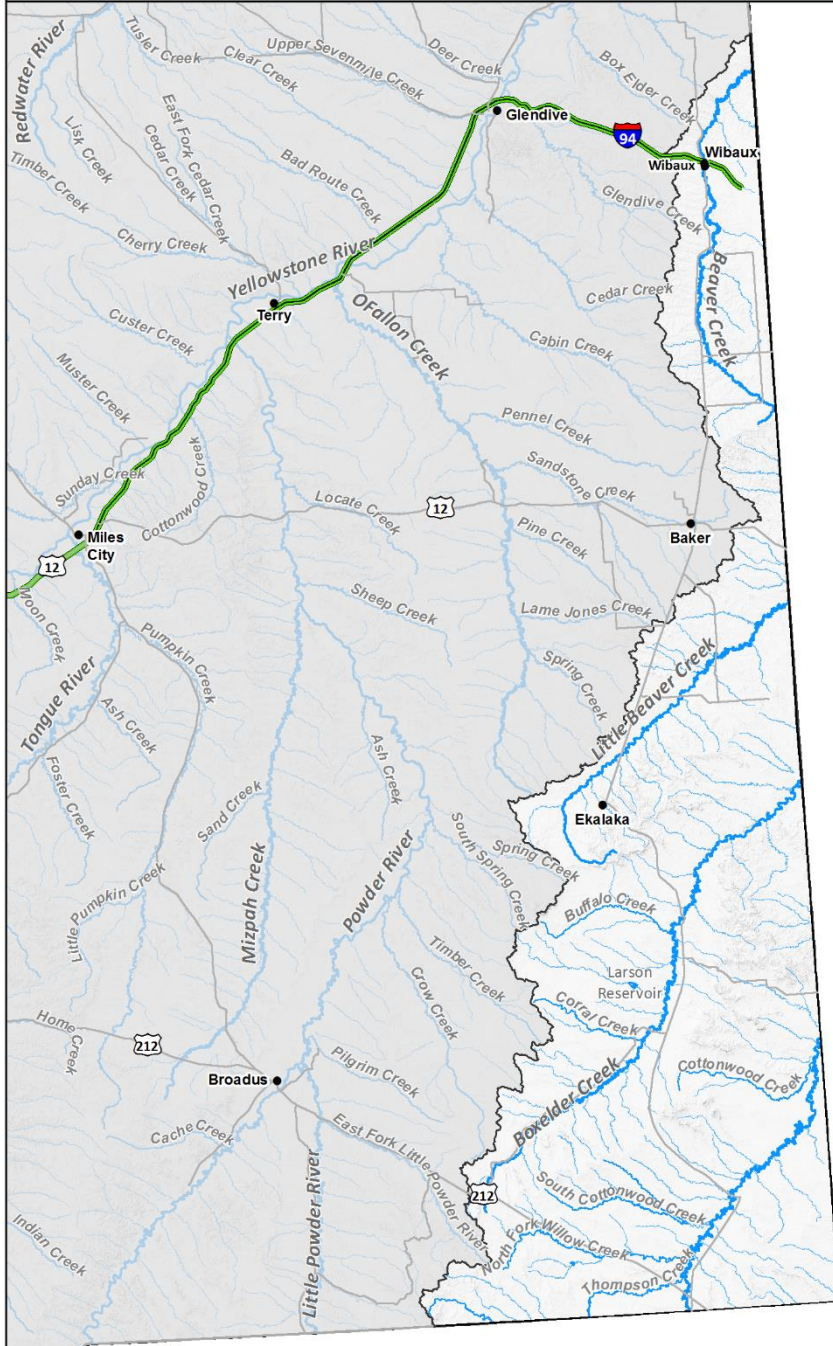 Redwater River
Tusler Creek
Upper Sevenmile Creek
Deer Creek
Clear Creek
Box Elder Creek
Glendive
94
Wibaux
Wibaux
East Fork Cedar Creek
Cedar Creek
Lisk Creek
Timber Creek
Bad Route Creek
Glendive Creek
Cherry Creek
Yellowstone River
Beaver Creek
Cedar Creek
Terry
OFallon Creek
Custer Creek
Cabin Creek
Muster Creek
Pennel Creek
Sunday Creek
Cottonwood Creek
Sandstone Creek
Locate Creek
12
Pine Creek
Baker
Miles
City
12
Moon Creek
Sheep Creek
Lame Jones Creek
Pumpkin Creek
Tongue River
Spring Creek
Little Beaver Creek
Ash Creek
Ash Creek
Foster Creek
Sand Creek
Ekalaka
South Spring Creek
Spring Creek
Little Pumpkin Creek
Mizpah Creek
Powder River
Buffalo Creek
Timber Creek
Crow Creek
Larson
Reservoir
Corral Creek
Home
Creek
212
Pilgrim Creek
Cottonwood Creek
Broadus
Boxelder Creek
Cache Creek
East Fork Little Powder River
212
South Cottonwood Creek
Indian Creek
Little Powder River
North Fork Willow Creek
Thompson Creek